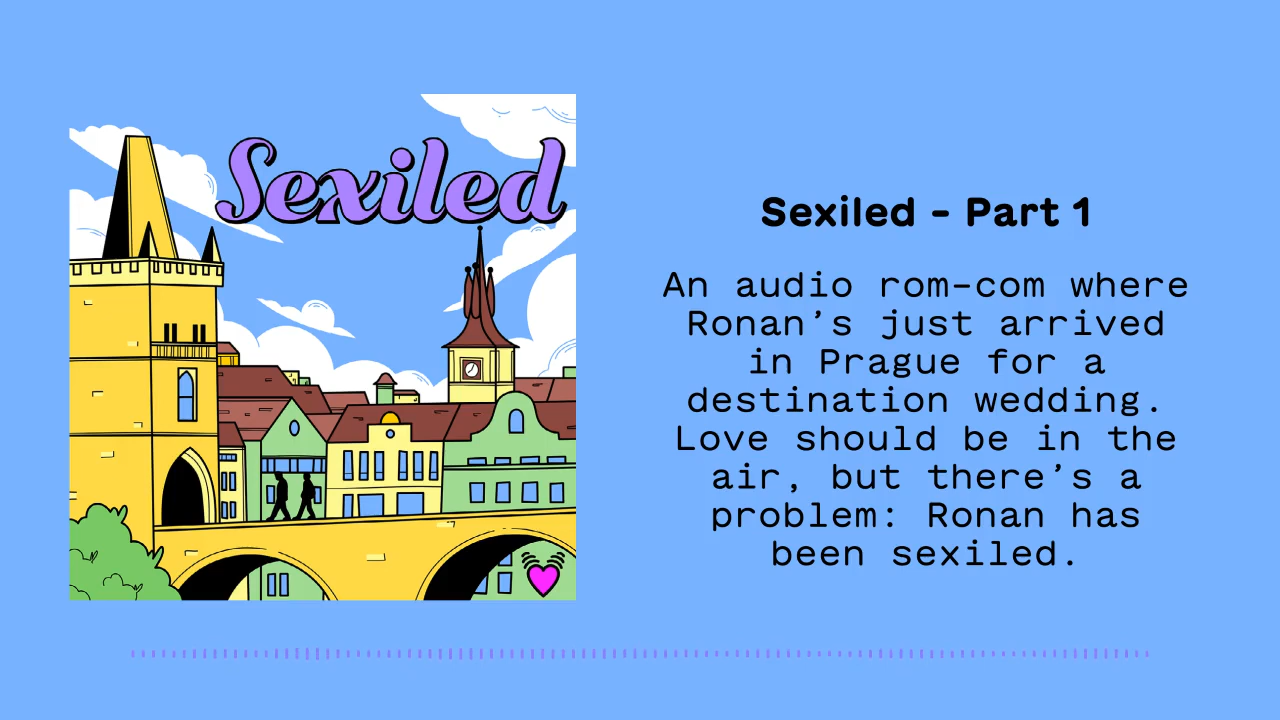 Sexiled
Sexiled - Part 1
An audio rom-com where
Ronan's just arrived
in Prague for a
destination wedding.
Love should be in the
air, but there's a
problem: Ronan has
been sexiled.